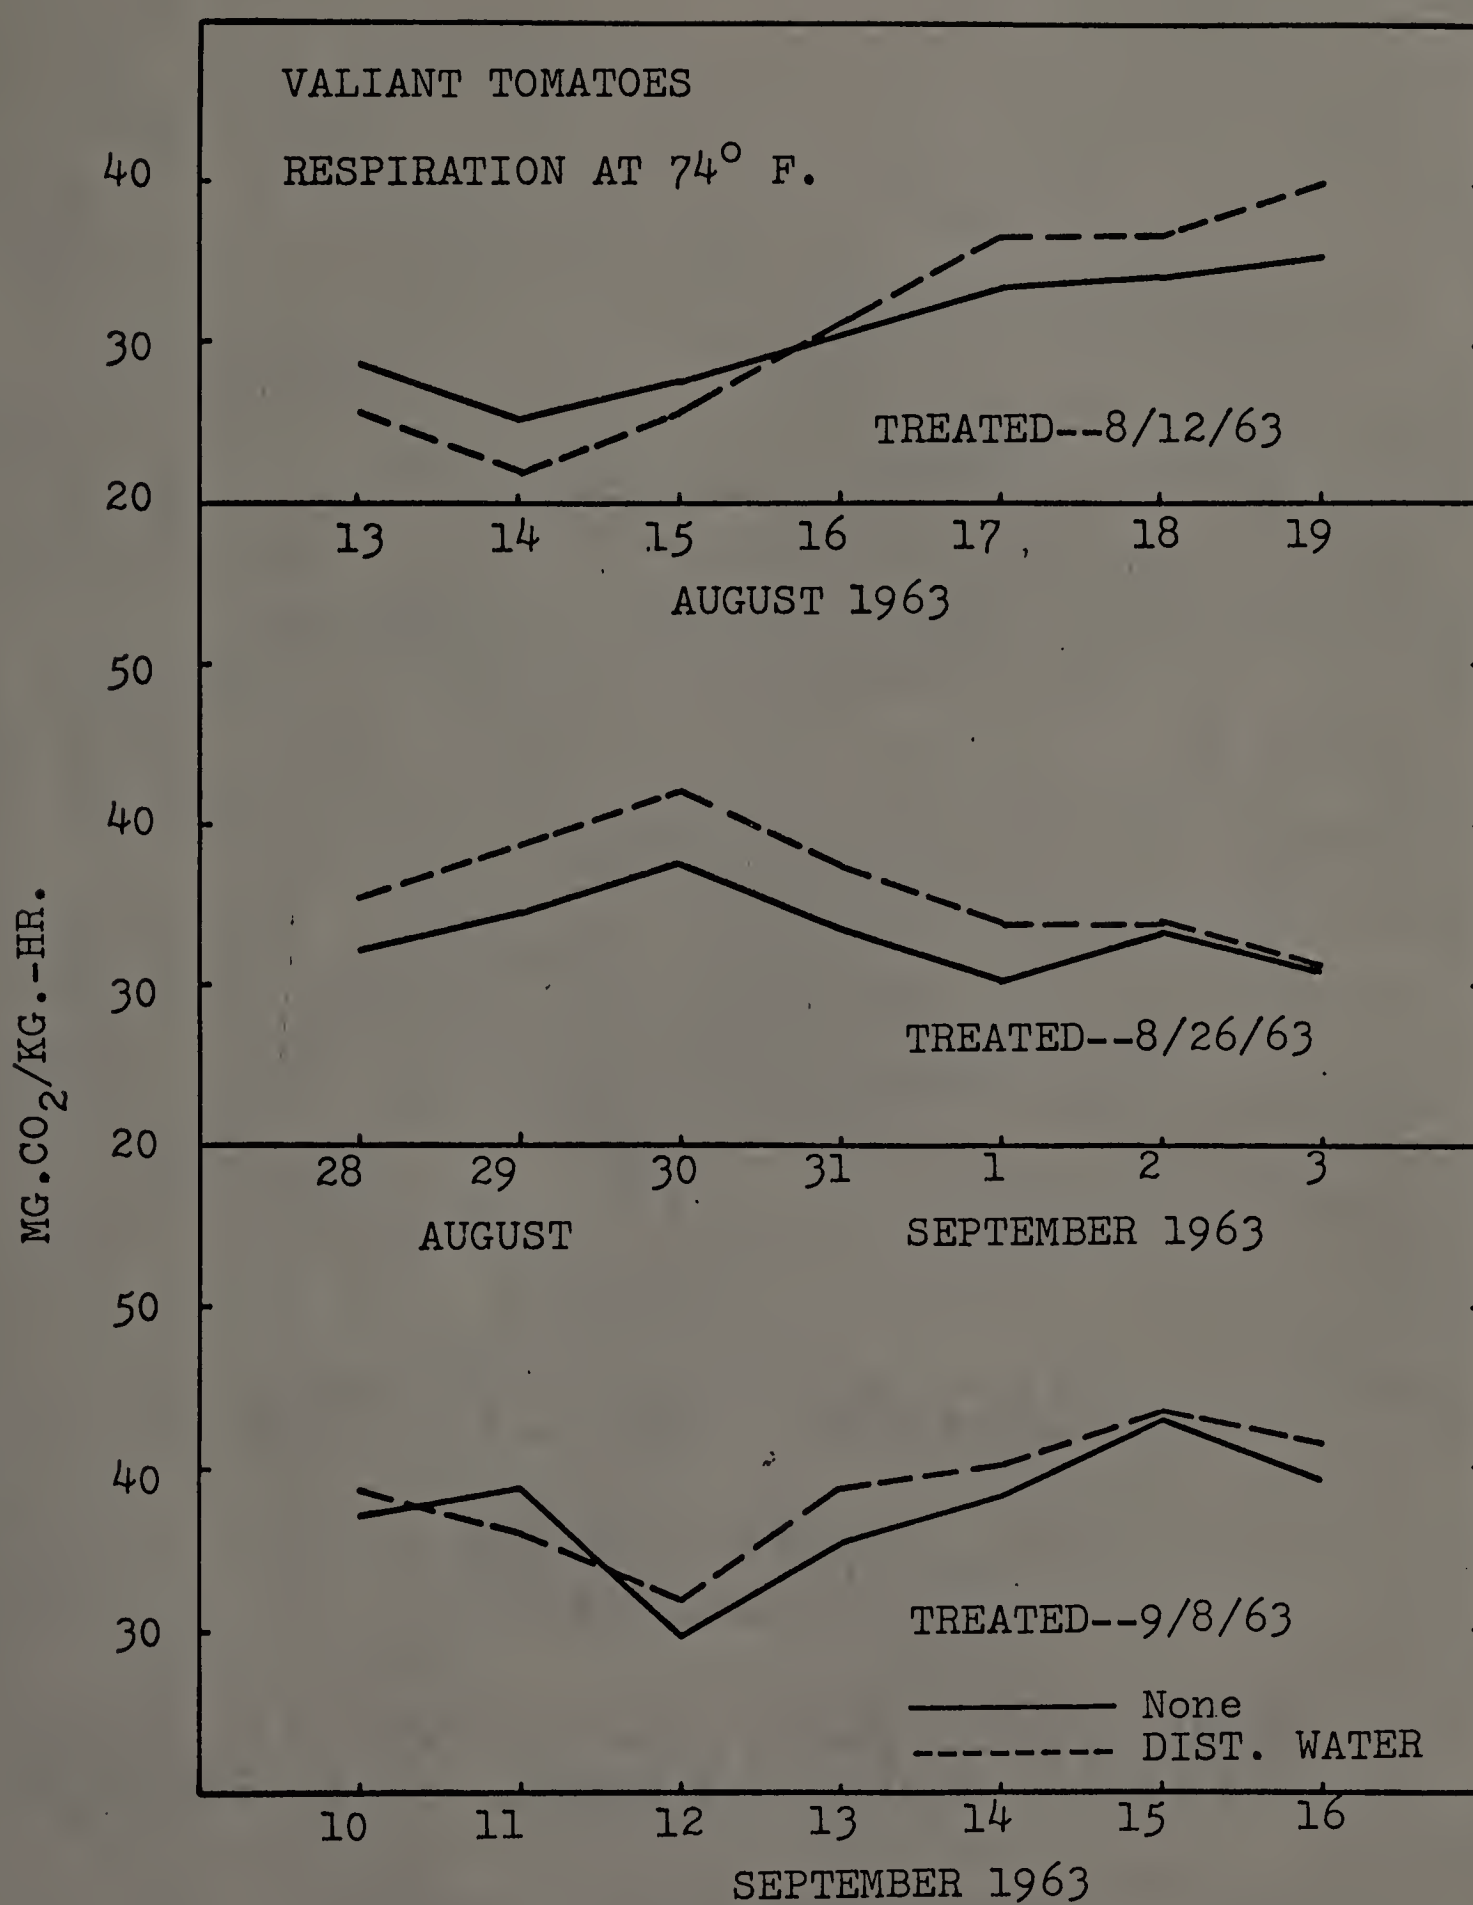 VALIANT TOMATOES
RESPIRATION AT 74° F.
40
30
20
TREATED--8/12/63
13 14 15 16 17 18 19
AUGUST 1963
MG.CO₂/KG.-HR.
50
40
30
20
TREATED--8/26/63
28 29 30 31 1 2 3
AUGUST SEPTEMBER 1963
50
40
30
TREATED--9/8/63
None
DIST. WATER
10 11 12 13 14 15 16
SEPTEMBER 1963